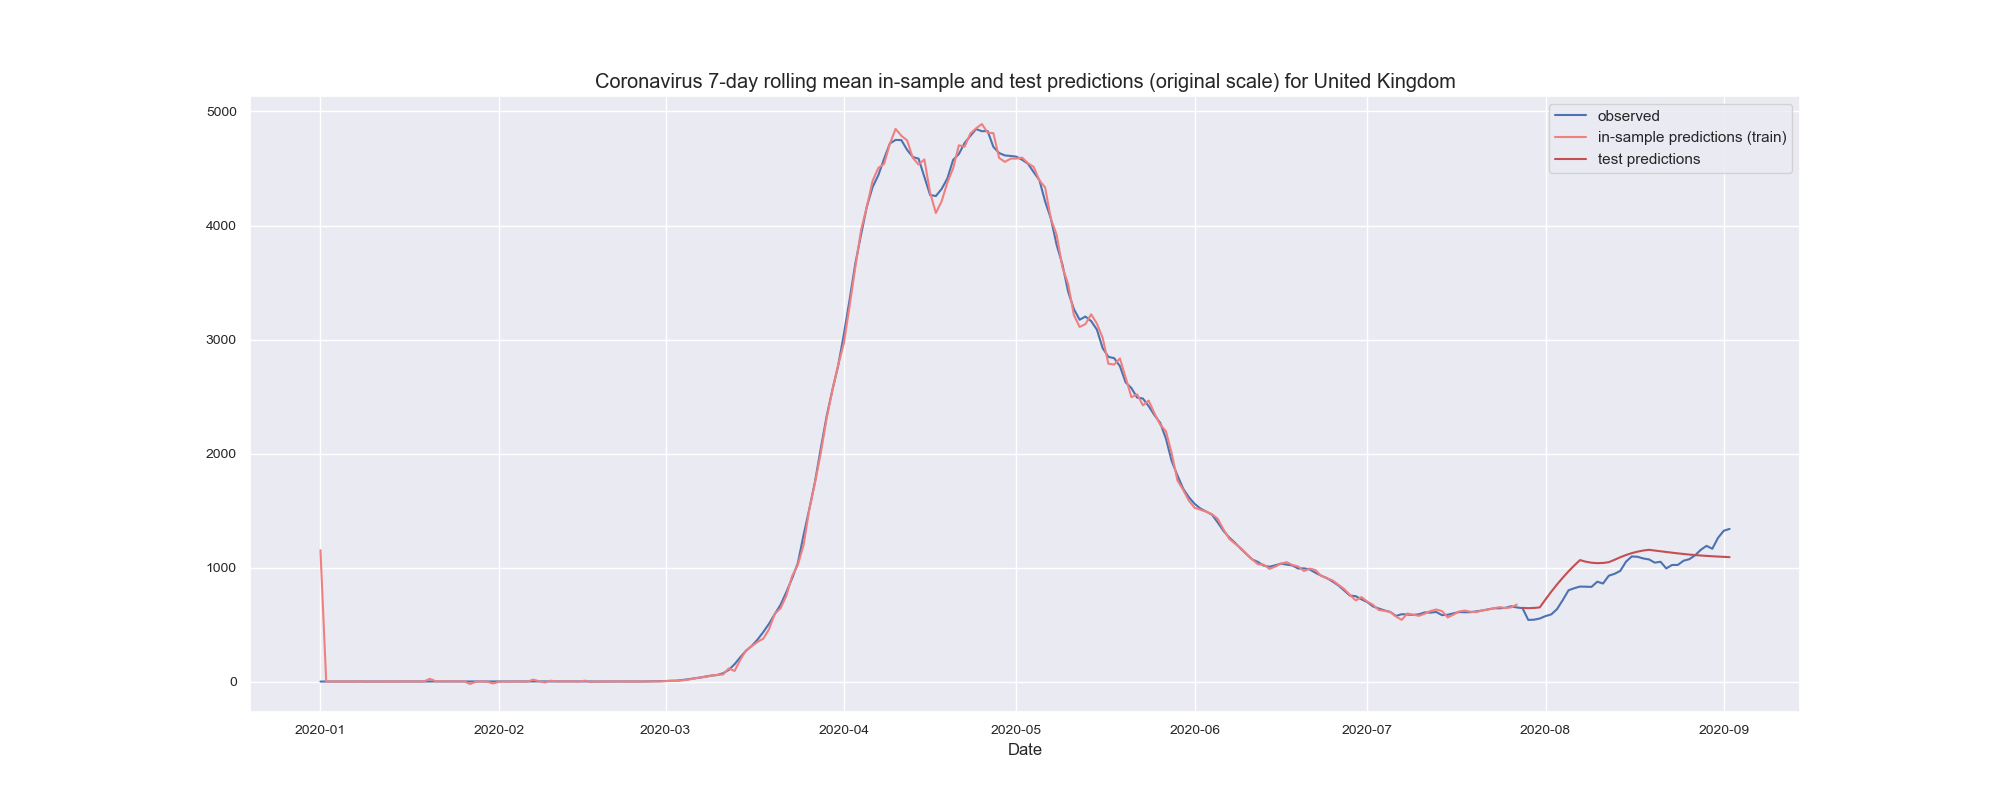 Coronavirus 7-day rolling mean in-sample and test predictions (original scale) for United Kingdom
observed
in-sample predictions (train)
test predictions
5000
4000
3000
2000
1000
0
2020-01 2020-02 2020-03 2020-04 2020-05 2020-06 2020-07 2020-08 2020-09
Date